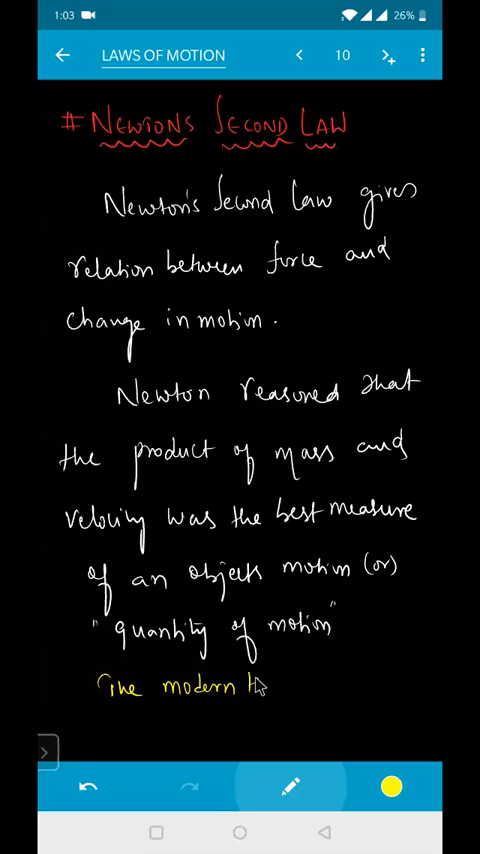 1:03 26%
LAWS OF MOTION 10
# NEWTONS SECOND LAW
Newton's Second Law gives
relation between force and
change in motion.
Newton reasoned that
the product of mass and
velocity was the best measure
of an objects motion (or)
"quantity of motion"
The modern